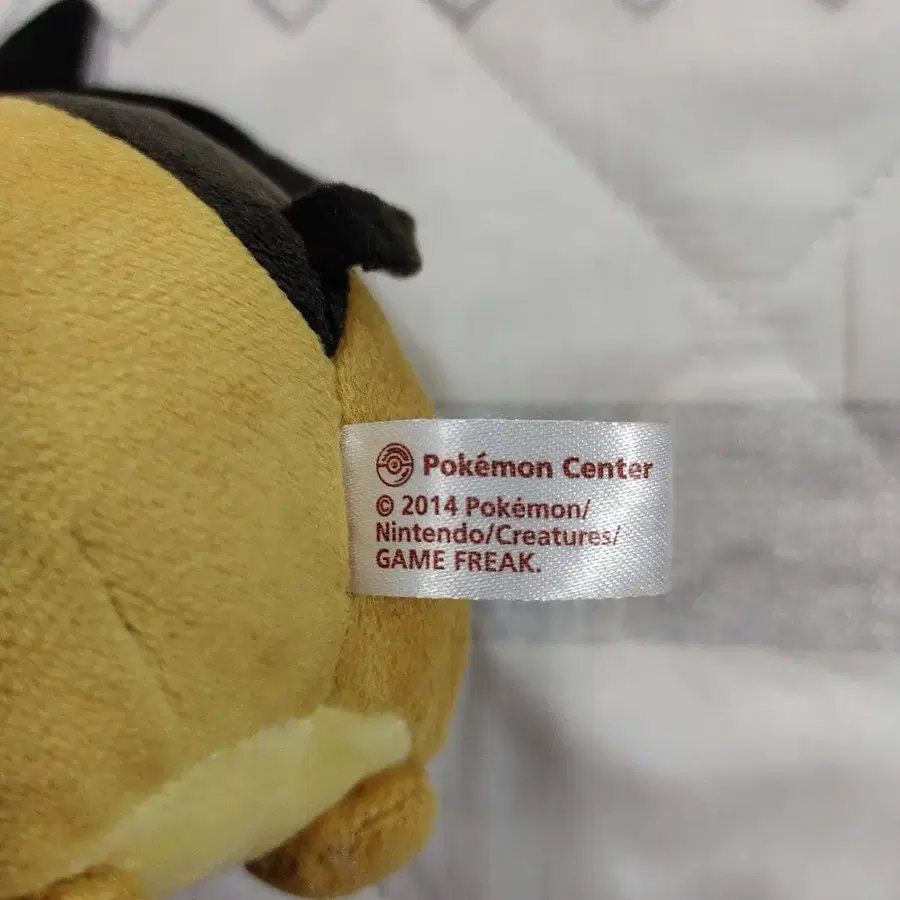 Pokémon Center
© 2014 Pokémon/
Nintendo/Creatures/
GAME FREAK.